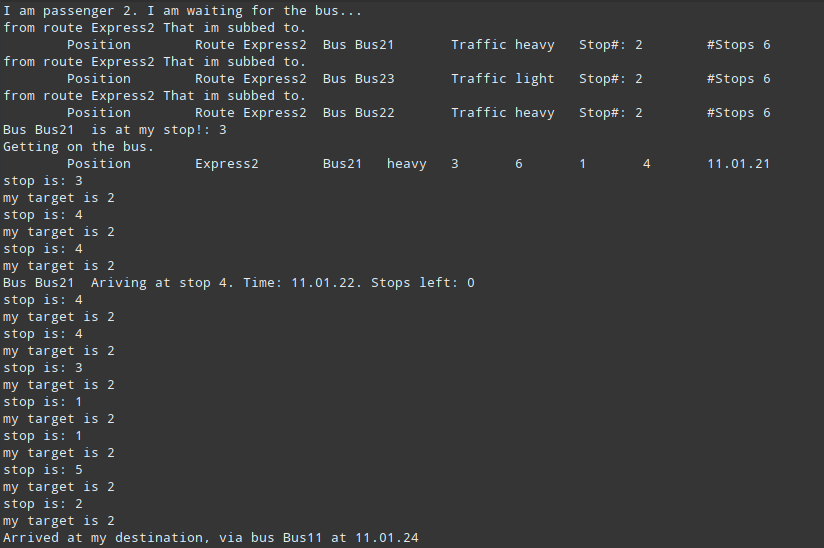 I am passenger 2. I am waiting for the bus...
from route Express2 That im subbed to.
        Position        Route Express2  Bus Bus21       Traffic heavy   Stop#: 2        #Stops 6
from route Express2 That im subbed to.
        Position        Route Express2  Bus Bus23       Traffic light   Stop#: 2        #Stops 6
from route Express2 That im subbed to.
        Position        Route Express2  Bus Bus22       Traffic heavy   Stop#: 2        #Stops 6
Bus Bus21  is at my stop!: 3
Getting on the bus.
        Position        Express2        Bus21   heavy   3       6       1       4       11.01.21
stop is: 3
my target is 2
stop is: 4
my target is 2
stop is: 4
my target is 2
Bus Bus21  Ariving at stop 4. Time: 11.01.22. Stops left: 0
stop is: 4
my target is 2
stop is: 4
my target is 2
stop is: 3
my target is 2
stop is: 1
my target is 2
stop is: 1
my target is 2
stop is: 5
my target is 2
stop is: 2
my target is 2
Arrived at my destination, via bus Bus11 at 11.01.24